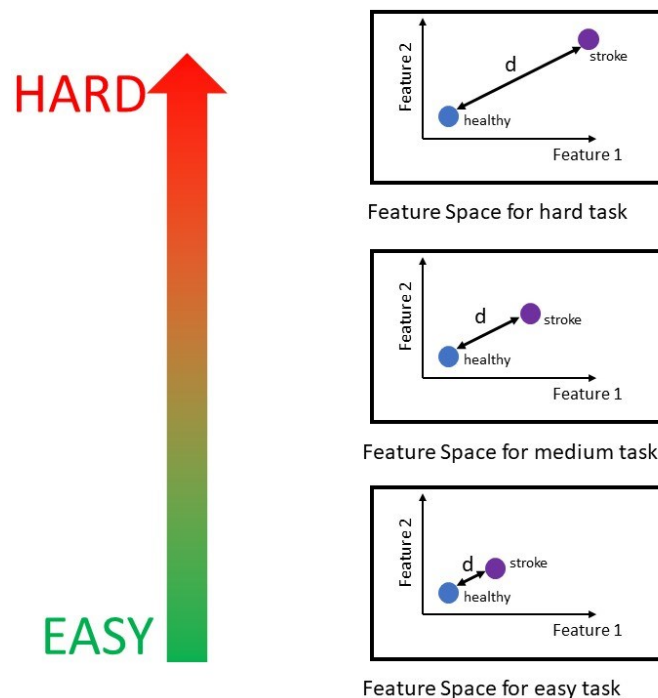 HARD
EASY
Feature 2
d
stroke
healthy
Feature 1
Feature Space for hard task
Feature 2
d
stroke
healthy
Feature 1
Feature Space for medium task
Feature 2
d
stroke
healthy
Feature 1
Feature Space for easy task